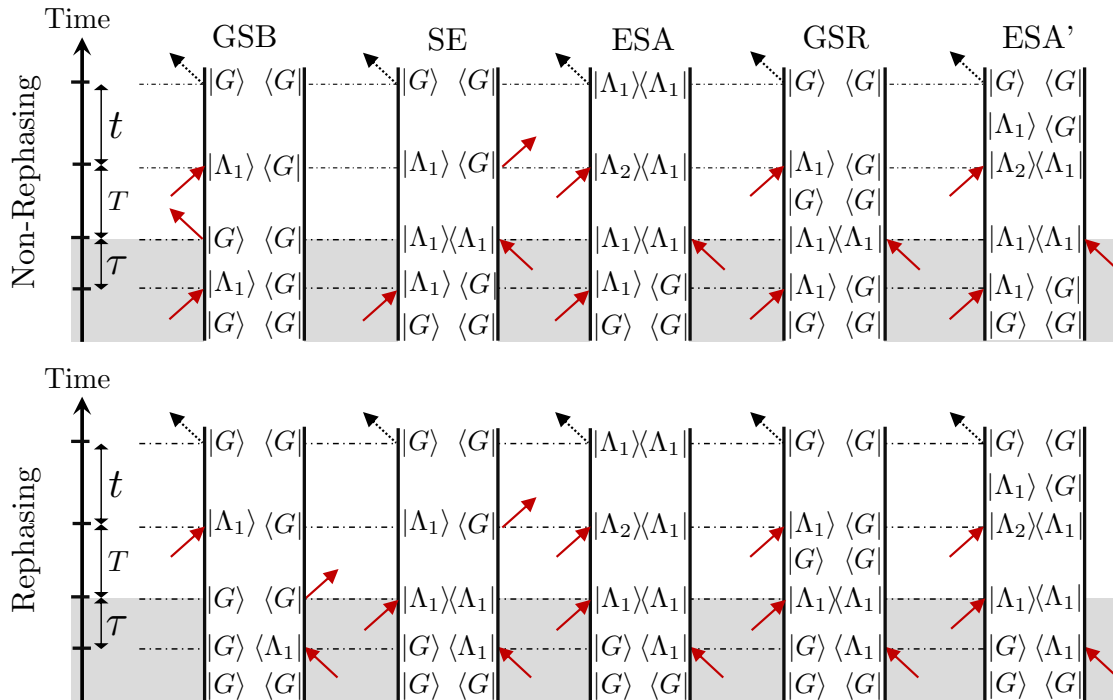 Time GSB SE ESA GSR ESA'
|G⟩ ⟨G| |G⟩ ⟨G| |Λ₁⟩⟨Λ₁| |G⟩ ⟨G| |G⟩ ⟨G|
t |Λ₁⟩ ⟨G|
|Λ₁⟩ ⟨G| |Λ₁⟩ ⟨G| |Λ₂⟩⟨Λ₁| |Λ₁⟩ ⟨G| |Λ₂⟩⟨Λ₁|
T |G⟩ ⟨G|
|G⟩ ⟨G| |Λ₁⟩⟨Λ₁| |Λ₁⟩⟨Λ₁| |Λ₁⟩⟨Λ₁| |Λ₁⟩⟨Λ₁|
τ |Λ₁⟩ ⟨G| |Λ₁⟩ ⟨G| |Λ₁⟩ ⟨G| |Λ₁⟩ ⟨G| |Λ₁⟩ ⟨G|
|G⟩ ⟨G| |G⟩ ⟨G| |G⟩ ⟨G| |G⟩ ⟨G| |G⟩ ⟨G|
Non-Rephasing
Time
|G⟩ ⟨G| |G⟩ ⟨G| |Λ₁⟩⟨Λ₁| |G⟩ ⟨G| |G⟩ ⟨G|
t |Λ₁⟩ ⟨G|
|Λ₁⟩ ⟨G| |Λ₁⟩ ⟨G| |Λ₂⟩⟨Λ₁| |Λ₁⟩ ⟨G| |Λ₂⟩⟨Λ₁|
T |G⟩ ⟨G|
|G⟩ ⟨G| |Λ₁⟩⟨Λ₁| |Λ₁⟩⟨Λ₁| |Λ₁⟩⟨Λ₁| |Λ₁⟩⟨Λ₁|
τ |G⟩ ⟨Λ₁| |G⟩ ⟨Λ₁| |G⟩ ⟨Λ₁| |G⟩ ⟨Λ₁| |G⟩ ⟨Λ₁|
|G⟩ ⟨G| |G⟩ ⟨G| |G⟩ ⟨G| |G⟩ ⟨G| |G⟩ ⟨G|
Rephasing